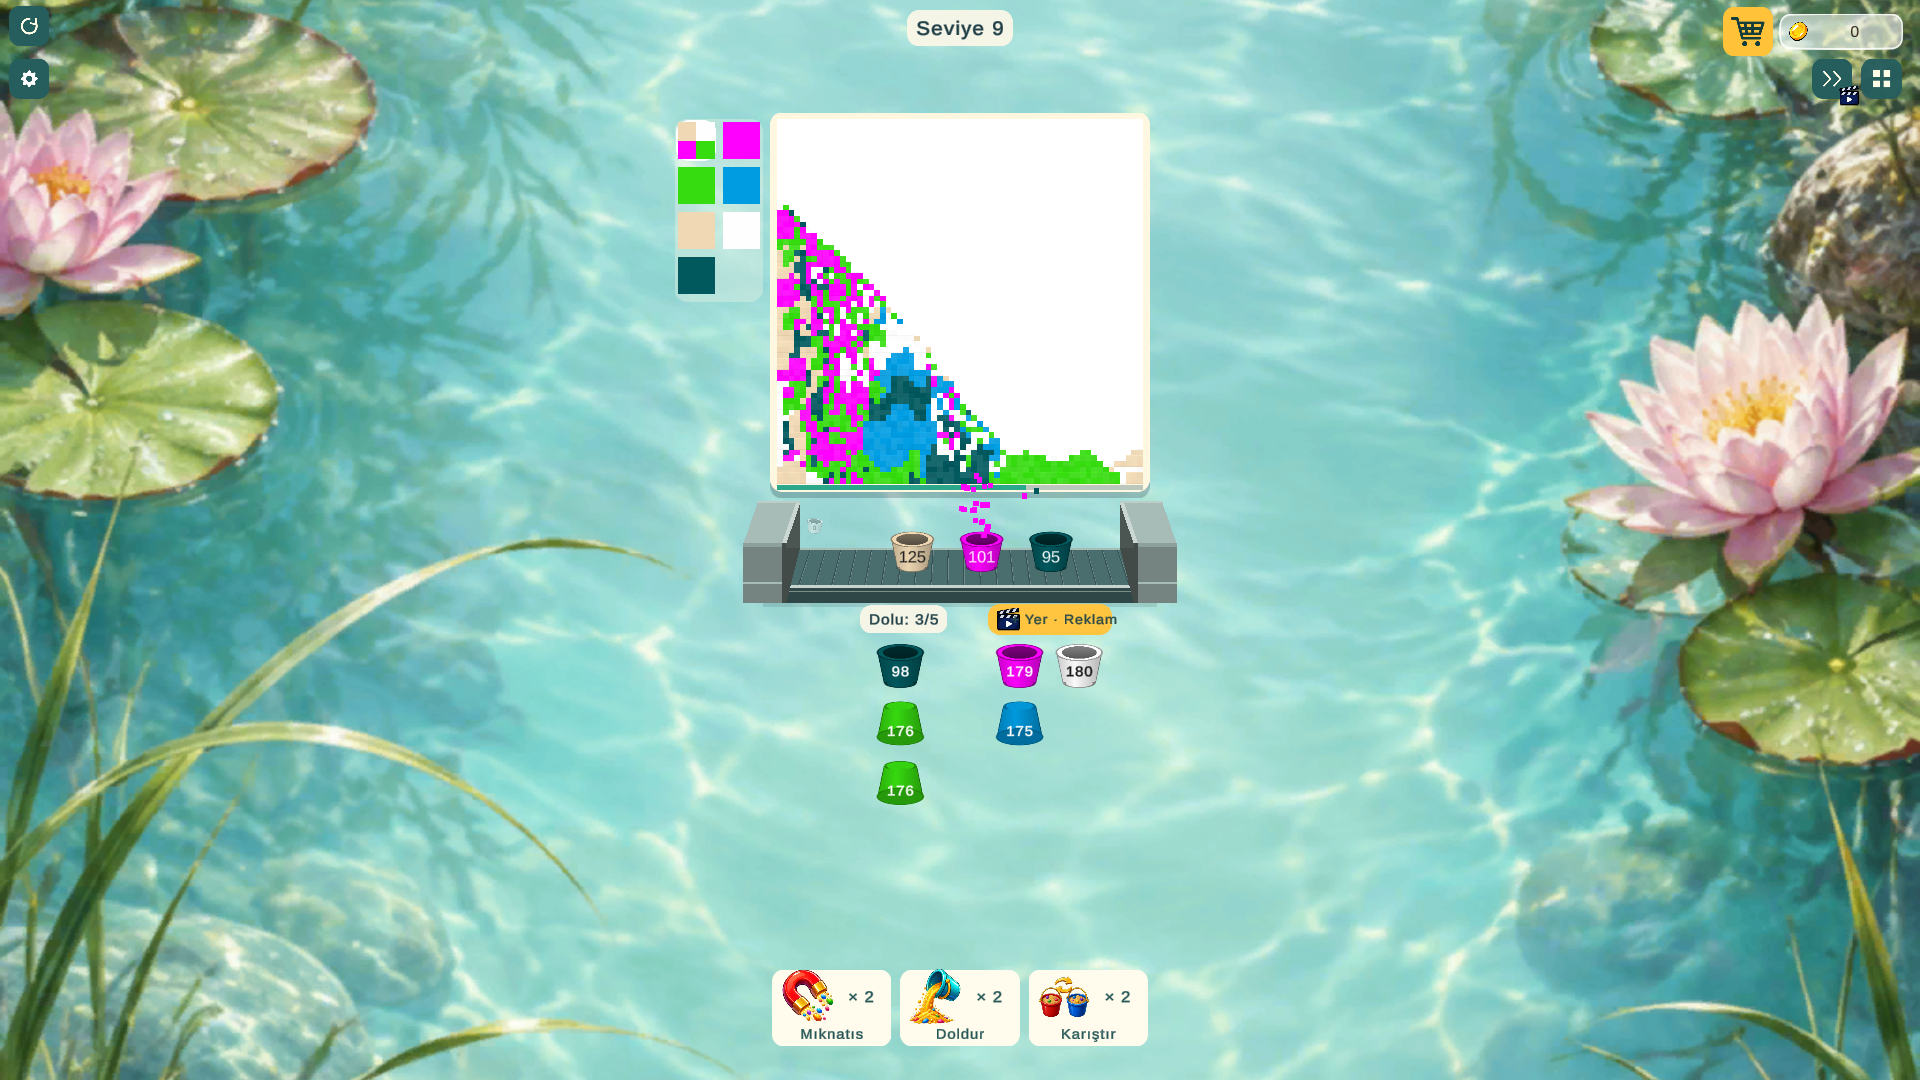 Seviye 9
0
125
101
95
Dolu: 3/5
Yer · Reklam
98
179
180
176
175
176
× 2
× 2
× 2
Mıknatıs
Doldur
Karıştır